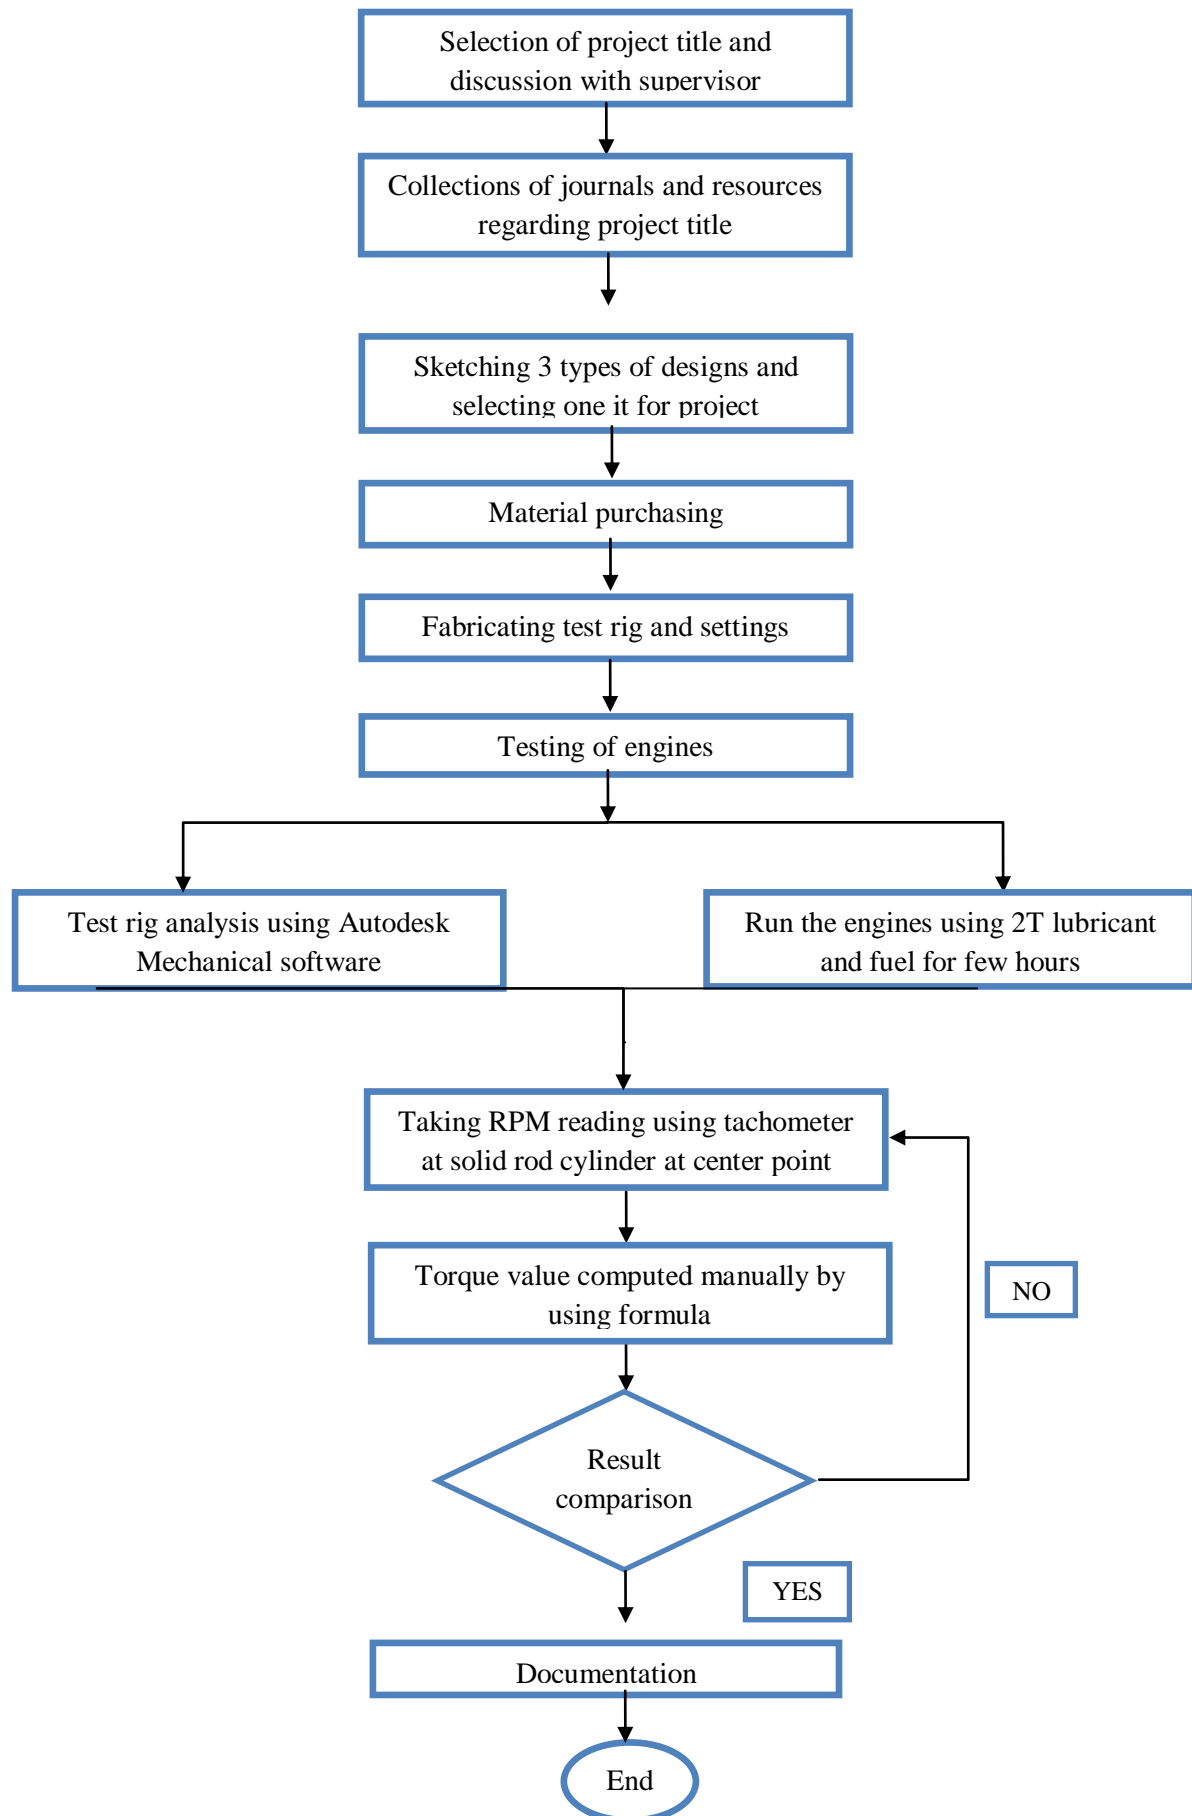 Selection of project title and
discussion with supervisor
Collections of journals and resources
regarding project title
Sketching 3 types of designs and
selecting one it for project
Material purchasing
Fabricating test rig and settings
Testing of engines
Test rig analysis using Autodesk
Mechanical software
Run the engines using 2T lubricant
and fuel for few hours
Taking RPM reading using tachometer
at solid rod cylinder at center point
Torque value computed manually by
using formula
NO
Result
comparison
YES
Documentation
End